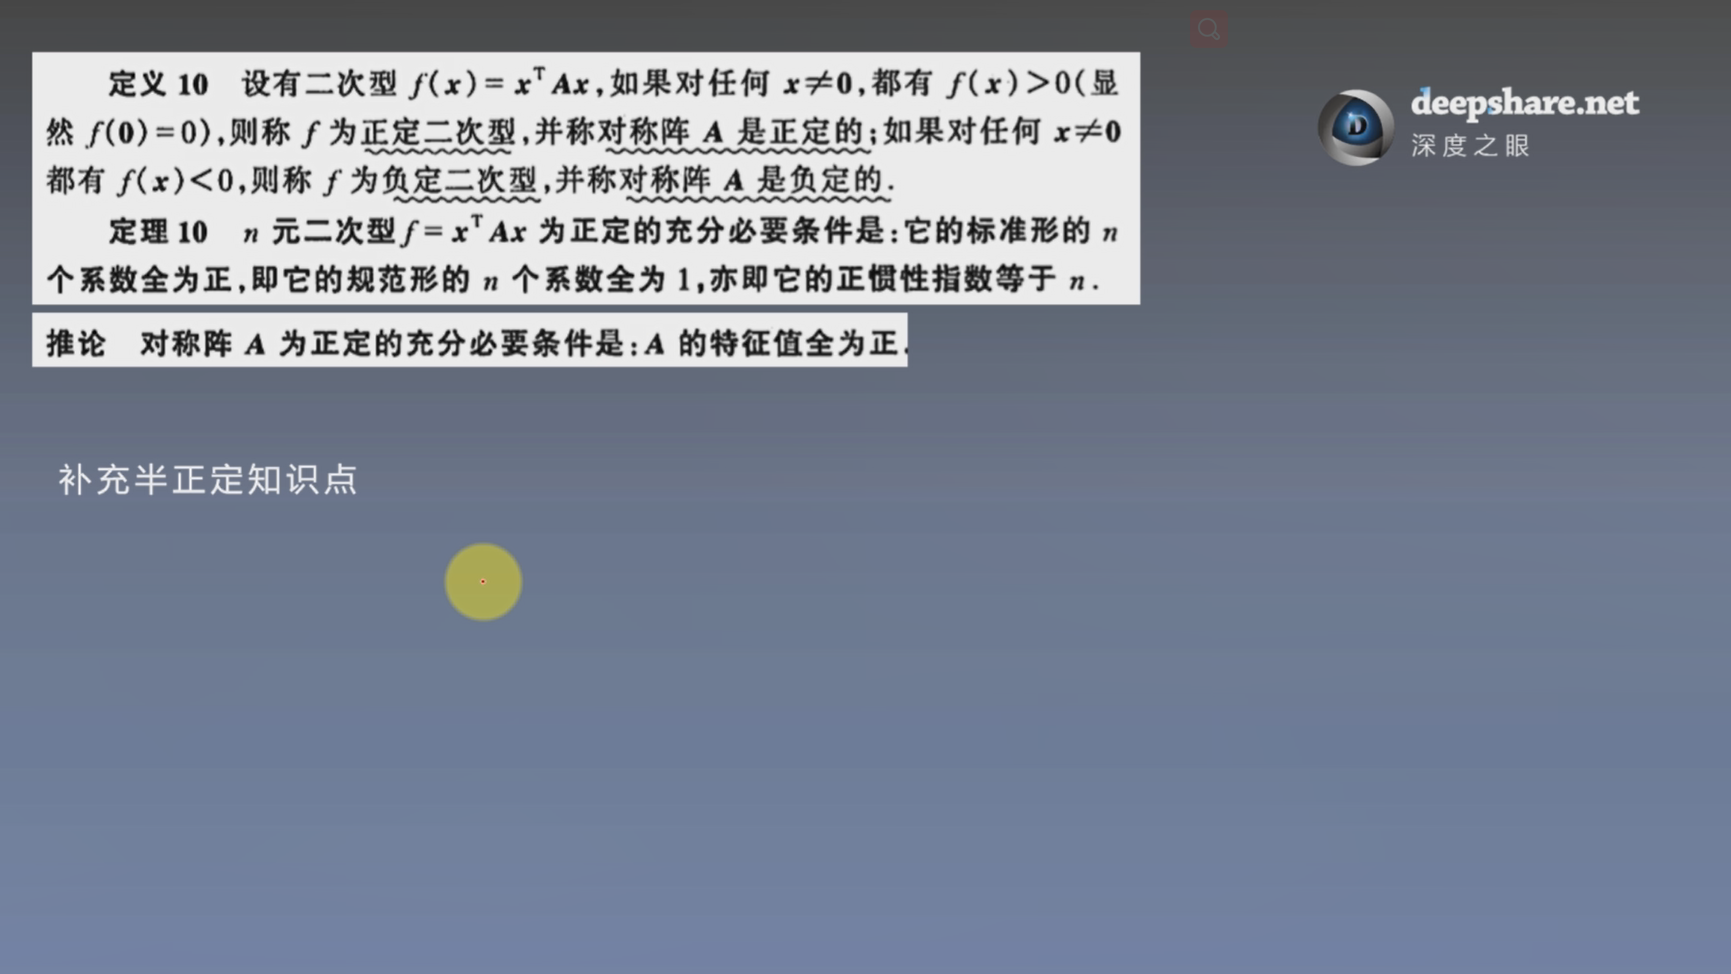 定义 10 设有二次型 f(x)=xᵀAx,如果对任何 x≠0,都有 f(x)>0(显
然 f(0)=0),则称 f 为正定二次型,并称对称阵 A 是正定的;如果对任何 x≠0
都有 f(x)<0,则称 f 为负定二次型,并称对称阵 A 是负定的.
定理 10 n 元二次型 f=xᵀAx 为正定的充分必要条件是:它的标准形的 n
个系数全为正,即它的规范形的 n 个系数全为 1,亦即它的正惯性指数等于 n.
推论 对称阵 A 为正定的充分必要条件是:A 的特征值全为正.
补充半正定知识点
D
deepshare.net
深度之眼